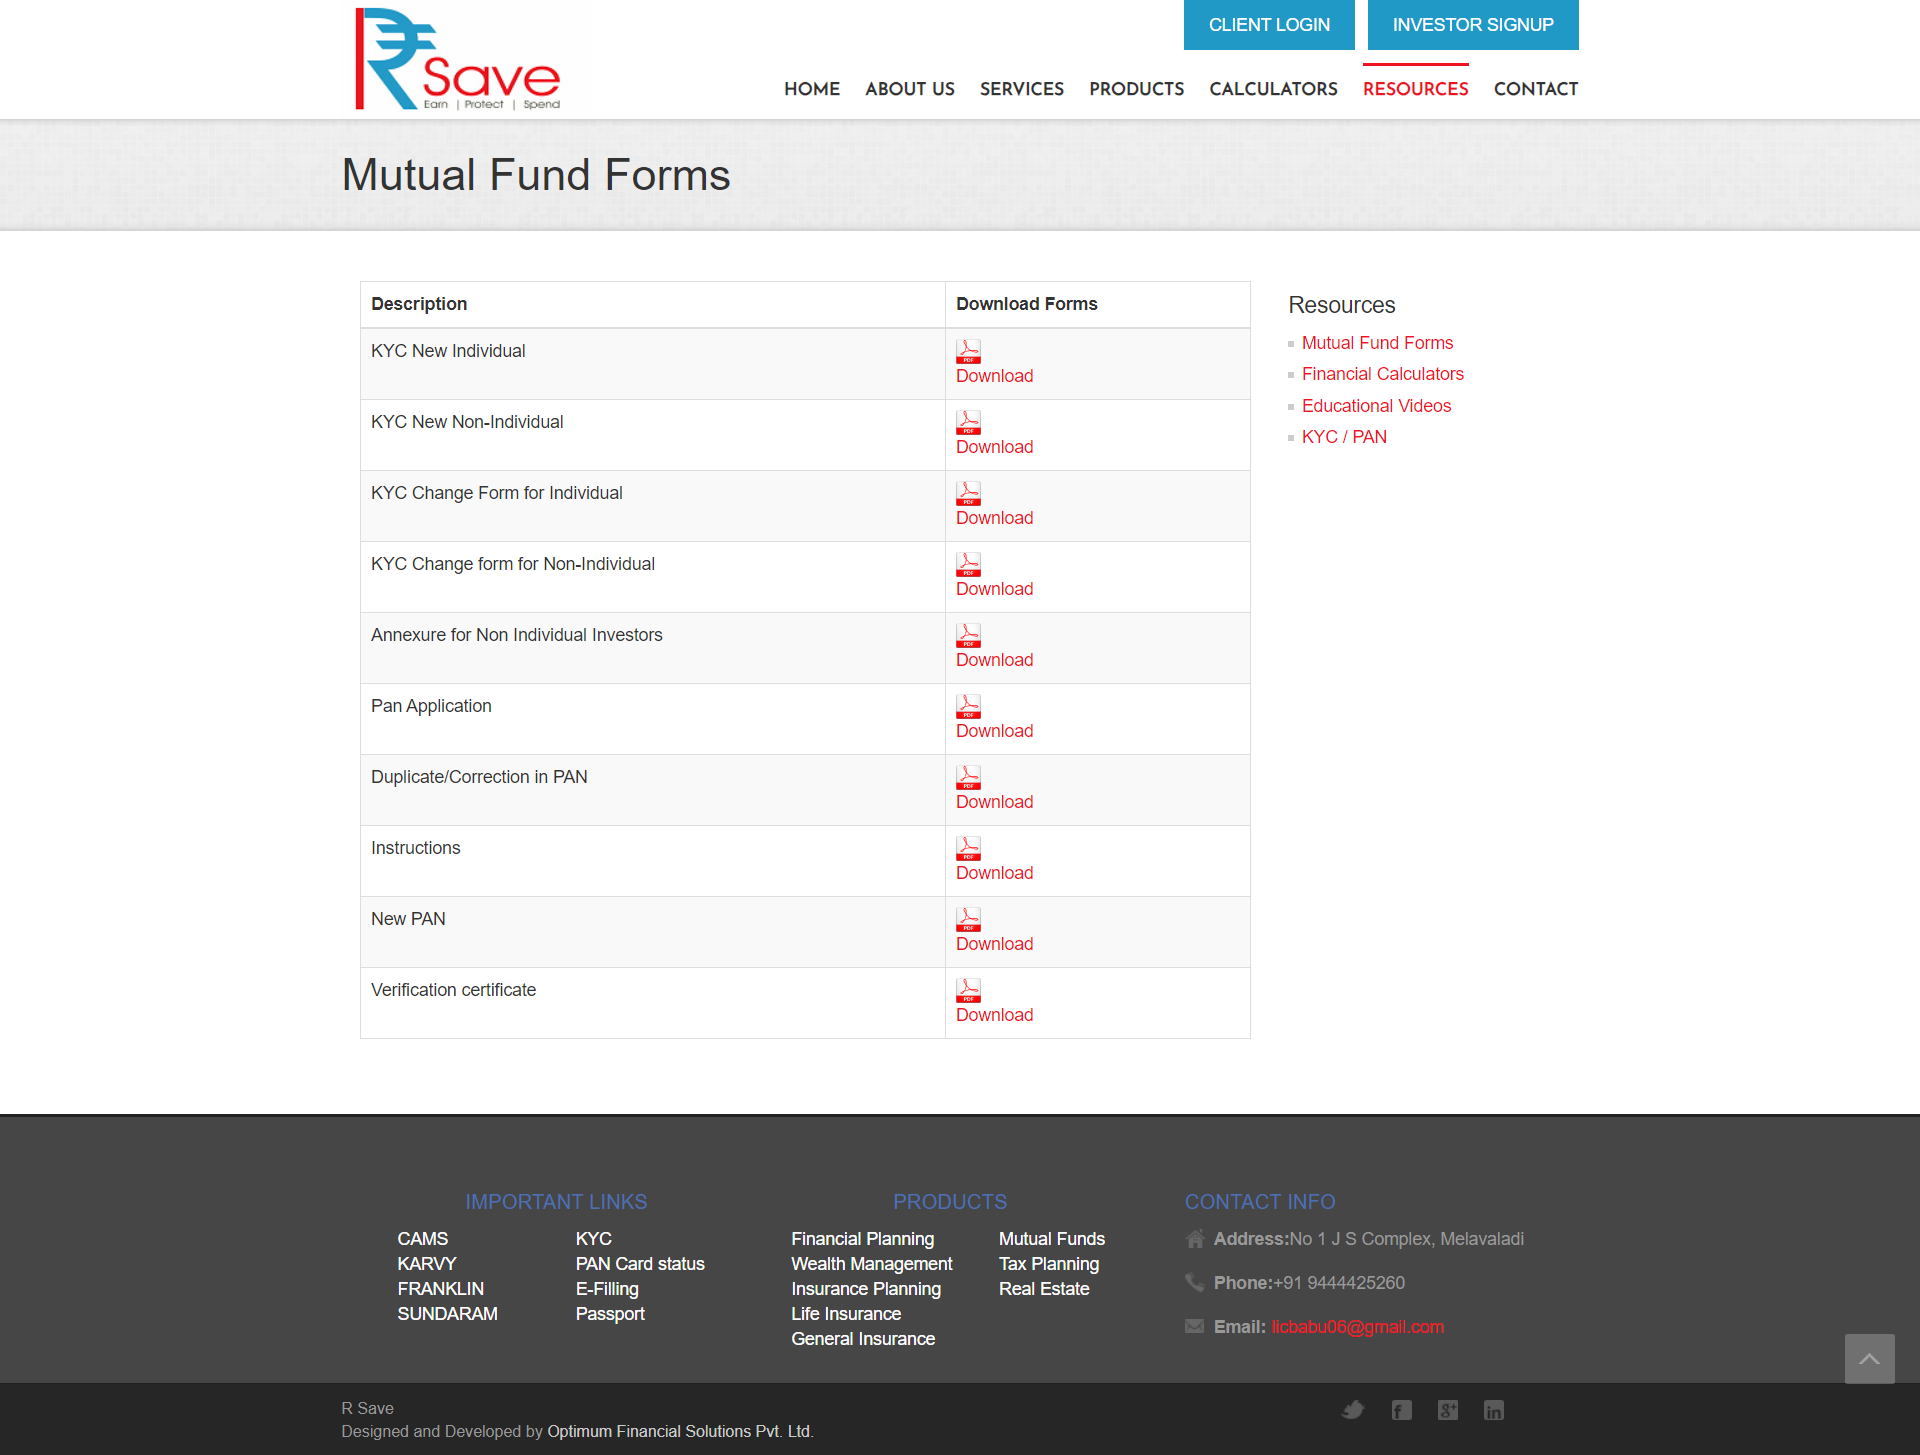 CLIENT LOGIN
INVESTOR SIGNUP
Save
Earn | Protect | Spend
HOME ABOUT US SERVICES PRODUCTS CALCULATORS RESOURCES CONTACT
Mutual Fund Forms
Description Download Forms
KYC New Individual
PDF
Download
KYC New Non-Individual
PDF
Download
KYC Change Form for Individual
PDF
Download
KYC Change form for Non-Individual
PDF
Download
Annexure for Non Individual Investors
PDF
Download
Pan Application
PDF
Download
Duplicate/Correction in PAN
PDF
Download
Instructions
PDF
Download
New PAN
PDF
Download
Verification certificate
PDF
Download
Resources
Mutual Fund Forms
Financial Calculators
Educational Videos
KYC / PAN
IMPORTANT LINKS
CAMS
KARVY
FRANKLIN
SUNDARAM
KYC
PAN Card status
E-Filling
Passport
PRODUCTS
Financial Planning
Wealth Management
Insurance Planning
Life Insurance
General Insurance
Mutual Funds
Tax Planning
Real Estate
CONTACT INFO
Address:No 1 J S Complex, Melavaladi
Phone:+91 9444425260
Email: licbabu06@gmail.com
R Save
Designed and Developed by Optimum Financial Solutions Pvt. Ltd.